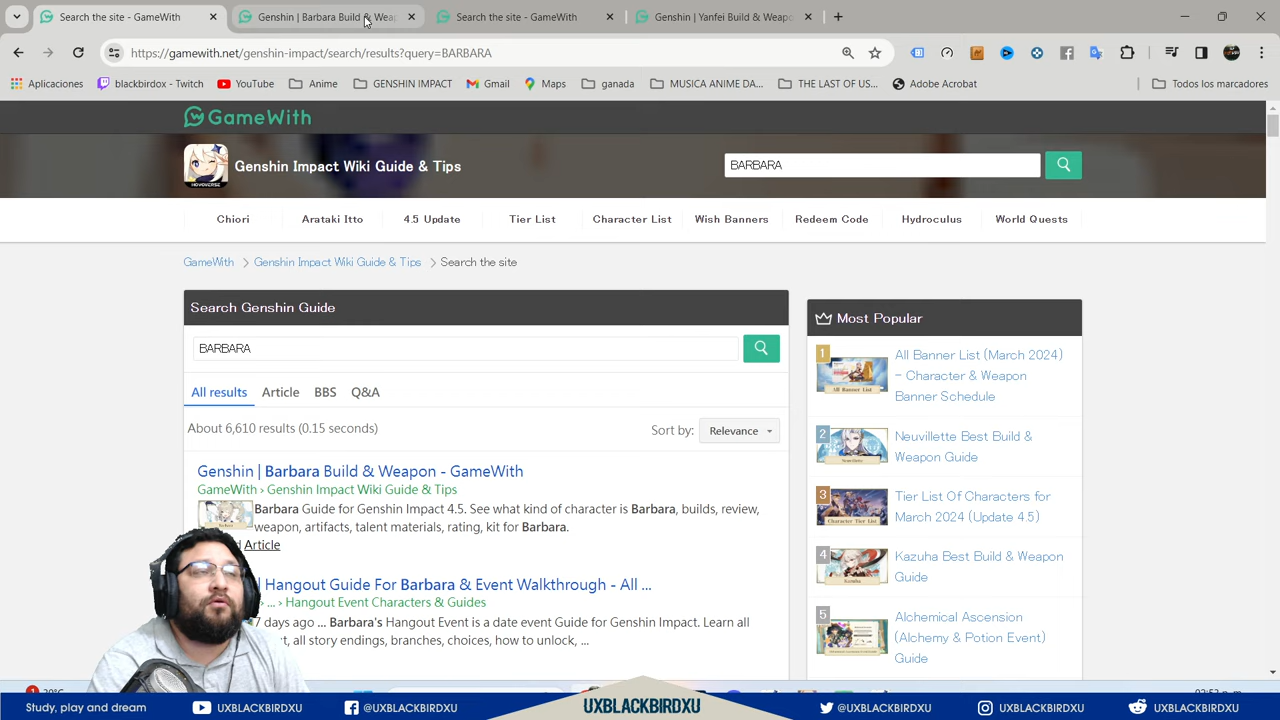 Search the site - GameWith
Genshin | Barbara Build & Weap
Search the site - GameWith
Genshin | Yanfei Build & Weapo
https://gamewith.net/genshin-impact/search/results?query=BARBARA
Aplicaciones
blackbirdox - Twitch
YouTube
Anime
GENSHIN IMPACT
Gmail
Maps
ganada
MUSICA ANIME DA...
THE LAST OF US...
Adobe Acrobat
Todos los marcadores
GameWith
HOYOVERSE
Genshin Impact Wiki Guide & Tips
BARBARA
Chiori
Arataki Itto
4.5 Update
Tier List
Character List
Wish Banners
Redeem Code
Hydroculus
World Quests
GameWith
Genshin Impact Wiki Guide & Tips
Search the site
Search Genshin Guide
BARBARA
All results
Article
BBS
Q&A
About 6,610 results (0.15 seconds)
Sort by:
Relevance
Genshin | Barbara Build & Weapon - GameWith
GameWith › Genshin Impact Wiki Guide & Tips
Barbara Guide for Genshin Impact 4.5. See what kind of character is Barbara, builds, review,
weapon, artifacts, talent materials, rating, kit for Barbara.
Article
| Hangout Guide For Barbara & Event Walkthrough - All ...
› ... › Hangout Event Characters & Guides
7 days ago ... Barbara's Hangout Event is a date event Guide for Genshin Impact. Learn all
rt, all story endings, branches, choices, how to unlock, ...
Most Popular
1
All Banner List
All Banner List (March 2024)
- Character & Weapon
Banner Schedule
2
Neuvillette Best Build &
Weapon Guide
3
Character Tier List
Tier List Of Characters for
March 2024 (Update 4.5)
4
Kazuha
Kazuha Best Build & Weapon
Guide
5
Alchemical Ascension
(Alchemy & Potion Event)
Guide
Study, play and dream
UXBLACKBIRDXU
@UXBLACKBIRDXU
UXBLACKBIRDXU
@UXBLACKBIRDXU
UXBLACKBIRDXU
UXBLACKBIRDXU